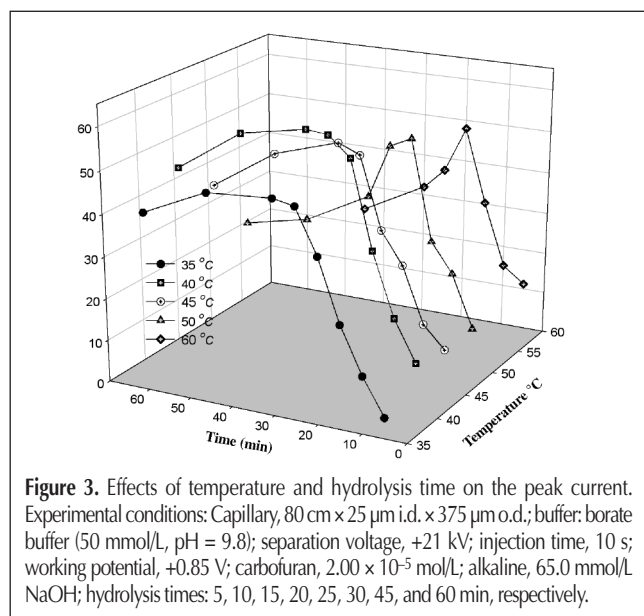 60
50
40
30
20
10
0
35 °C
40 °C
45 °C
50 °C
60 °C
60
50
40
30
20
10
0
Time (min)
35
40
45
50
55
60
Temperature °C
Figure 3. Effects of temperature and hydrolysis time on the peak current.
Experimental conditions: Capillary, 80 cm × 25 µm i.d. × 375 µm o.d.; buffer: borate
buffer (50 mmol/L, pH = 9.8); separation voltage, +21 kV; injection time, 10 s;
working potential, +0.85 V; carbofuran, 2.00 × 10⁻⁵ mol/L; alkaline, 65.0 mmol/L
NaOH; hydrolysis times: 5, 10, 15, 20, 25, 30, 45, and 60 min, respectively.